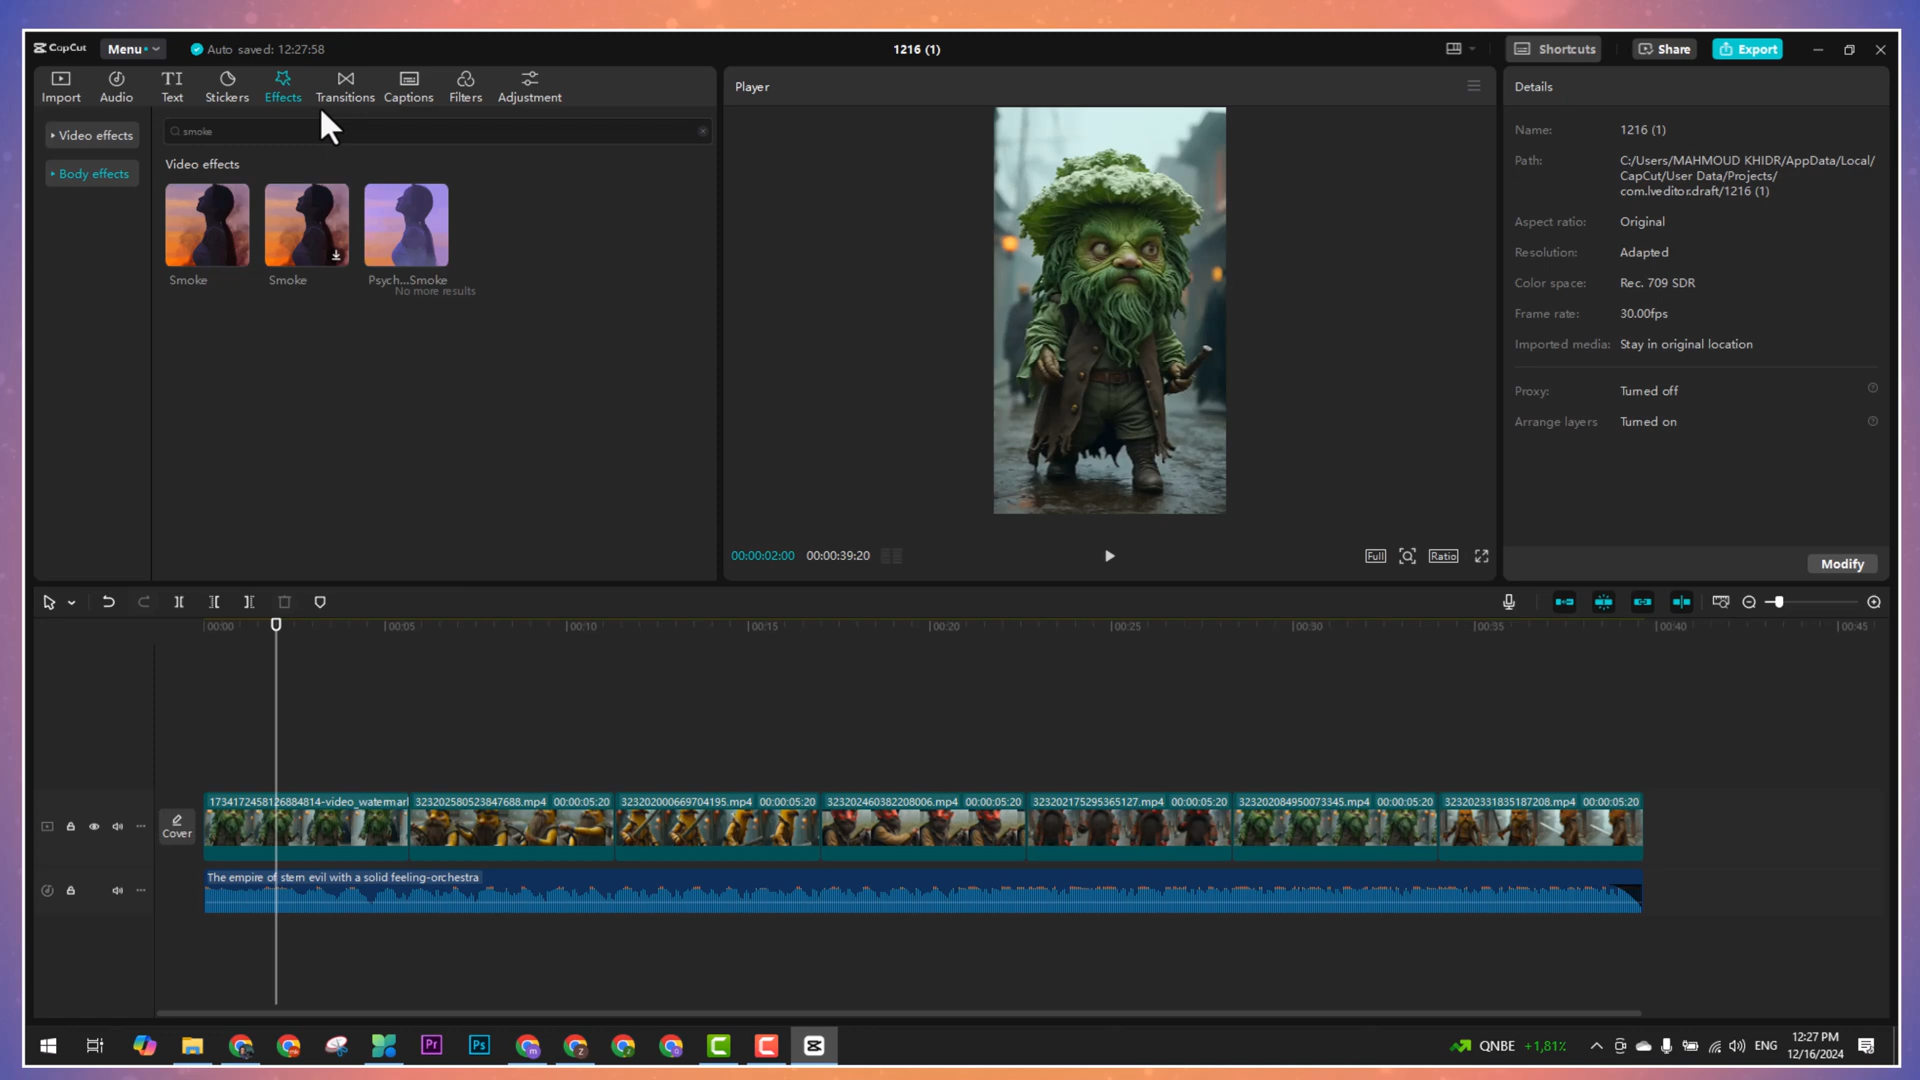 CapCut
Menu
Auto saved: 12:27:58
1216 (1)
Shortcuts
Share
Export
Import
Audio
TI
Text
Stickers
Effects
Transitions
Captions
Filters
Adjustment
Video effects
Body effects
smoke
Video effects
Smoke
Smoke
Psych...Smoke
No more results
Player
00:00:02:00
00:00:39:20
Full
Ratio
Details
Name: 1216 (1)
Path: C:/Users/MAHMOUD KHIDR/AppData/Local/
CapCut/User Data/Projects/
com.lveditor.draft/1216 (1)
Aspect ratio: Original
Resolution: Adapted
Color space: Rec. 709 SDR
Frame rate: 30.00fps
Imported media: Stay in original location
Proxy: Turned off
Arrange layers Turned on
Modify
00:00
00:05
00:10
00:15
00:20
00:25
00:30
00:35
00:40
00:45
Cover
1734172458126884814-video_watermar
323202580523847688.mp4 00:00:05:20
323202000669704195.mp4 00:00:05:20
323202460382208006.mp4 00:00:05:20
323202175295365127.mp4 00:00:05:20
323202084950073345.mp4 00:00:05:20
323202331835187208.mp4 00:00:05:20
The empire of stem evil with a solid feeling-orchestra
Pr
Ps
QNBE +1,81%
ENG
12:27 PM
12/16/2024